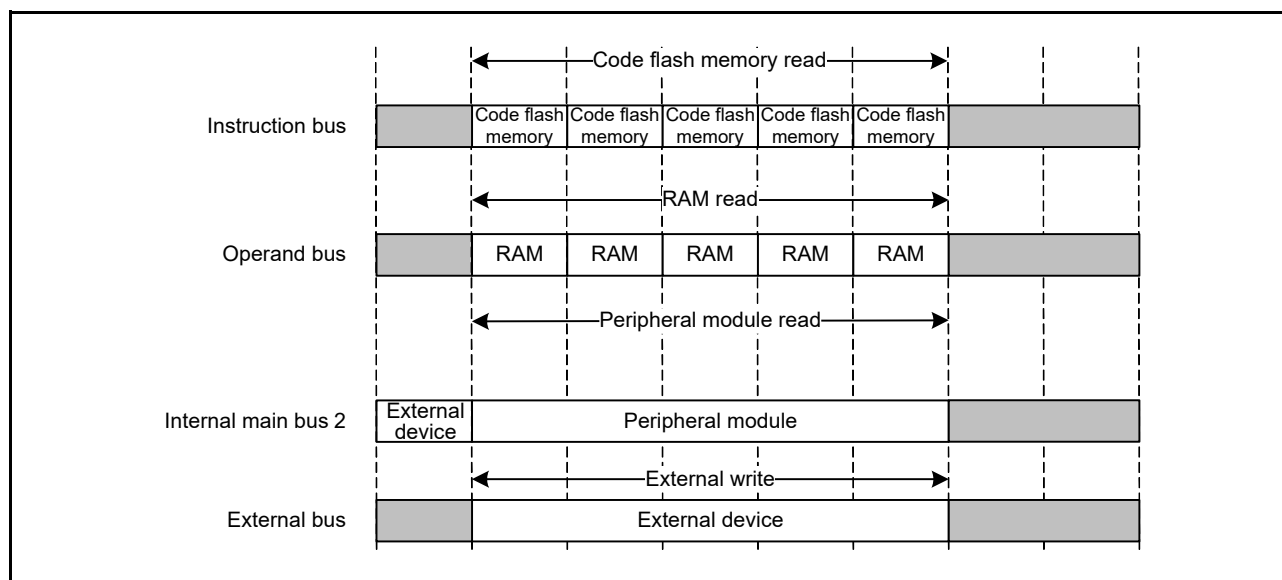 Code flash memory read
Instruction bus
Code flash
memory
Code flash
memory
Code flash
memory
Code flash
memory
Code flash
memory
RAM read
Operand bus
RAM
RAM
RAM
RAM
RAM
Peripheral module read
Internal main bus 2
External
device
Peripheral module
External write
External bus
External device